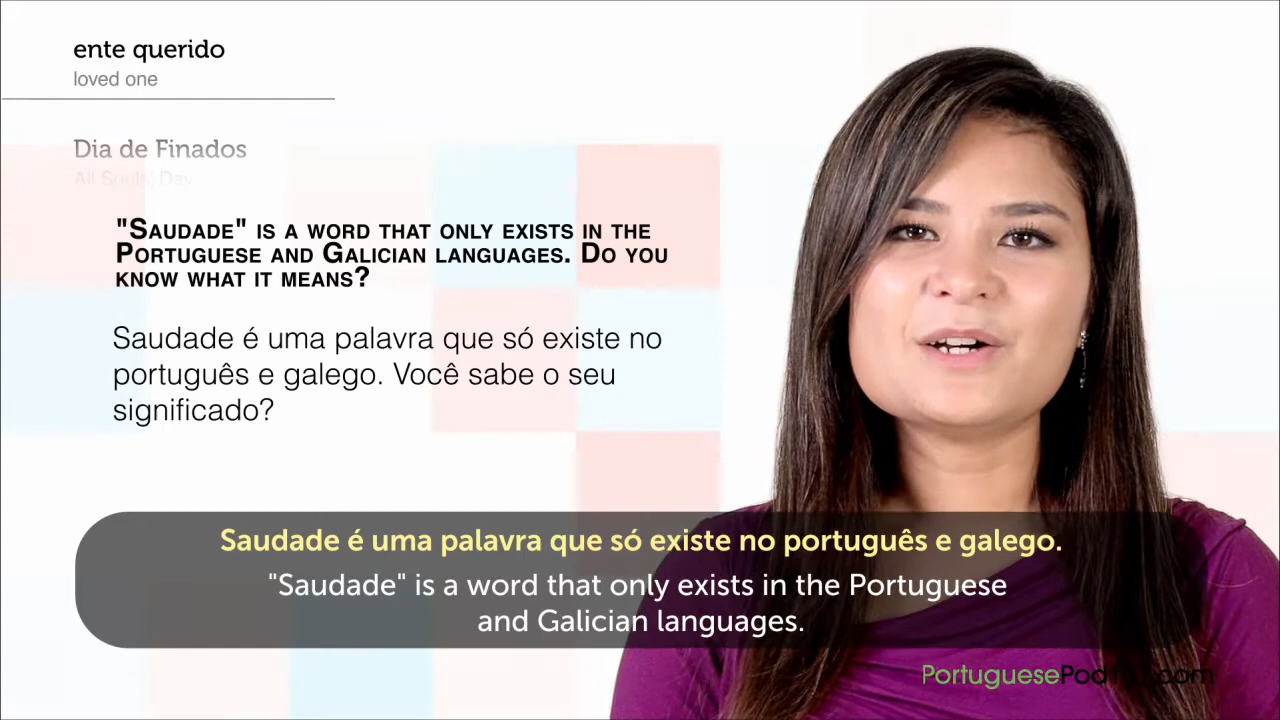 ente querido
loved one
Dia de Finados
All Souls' Day
"Saudade" is a word that only exists in the
Portuguese and Galician languages. Do you
know what it means?
Saudade é uma palavra que só existe no
português e galego. Você sabe o seu
significado?
Saudade é uma palavra que só existe no português e galego.
"Saudade" is a word that only exists in the Portuguese
and Galician languages.